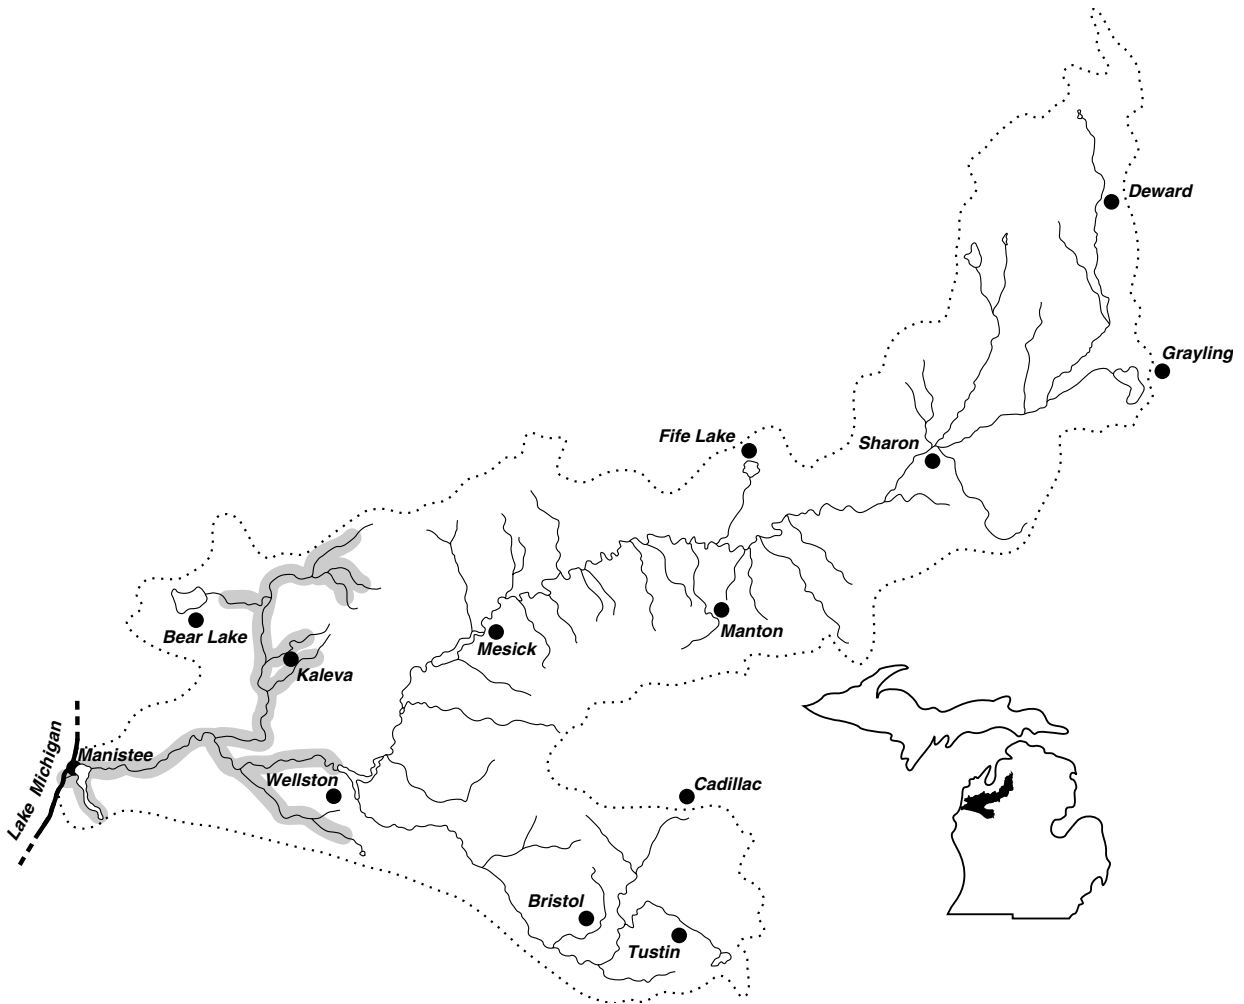 Deward
Grayling
Fife Lake
Sharon
Bear Lake
Manton
Mesick
Kaleva
Lake Michigan
Manistee
Wellston
Cadillac
Bristol
Tustin